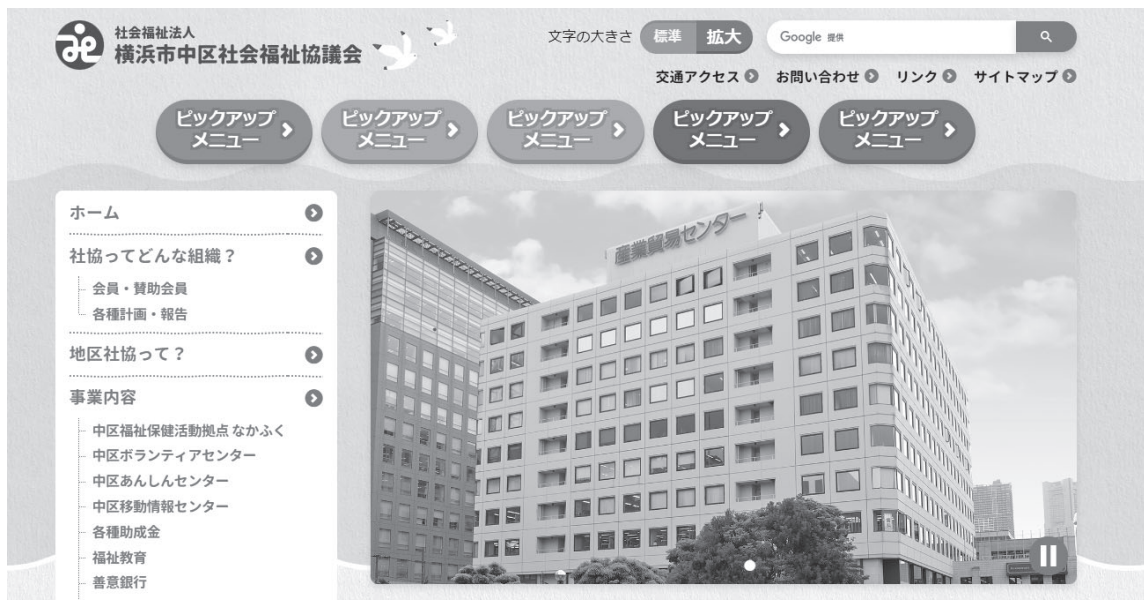 社会福祉法人
横浜市中区社会福祉協議会
文字の大きさ 標準 拡大 Google 提供
交通アクセス お問い合わせ リンク サイトマップ
ピックアップ
メニュー
ピックアップ
メニュー
ピックアップ
メニュー
ピックアップ
メニュー
ピックアップ
メニュー
ホーム
社協ってどんな組織？
会員・賛助会員
各種計画・報告
地区社協って？
事業内容
中区福祉保健活動拠点 なかふく
中区ボランティアセンター
中区あんしんセンター
中区移動情報センター
各種助成金
福祉教育
善意銀行
産業貿易センター